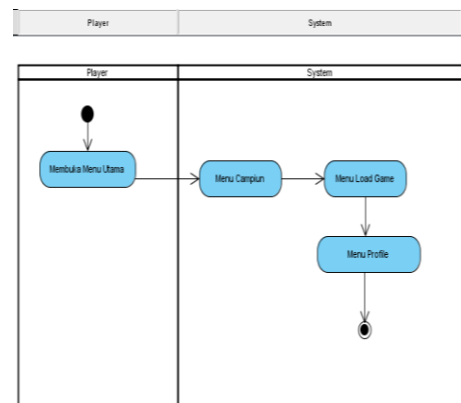 Player System
Player System
Membuka Menu Utama
Menu Campiun
Menu Load Game
Menu Profile